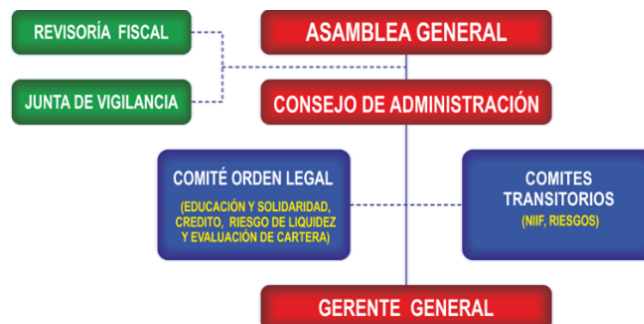 REVISORÍA FISCAL
ASAMBLEA GENERAL
JUNTA DE VIGILANCIA
CONSEJO DE ADMINISTRACIÓN
COMITÉ ORDEN LEGAL
(EDUCACIÓN Y SOLIDARIDAD,
CREDITO, RIESGO DE LIQUIDEZ
Y EVALUACIÓN DE CARTERA)
COMITES
TRANSITORIOS
(NIIF, RIESGOS)
GERENTE GENERAL